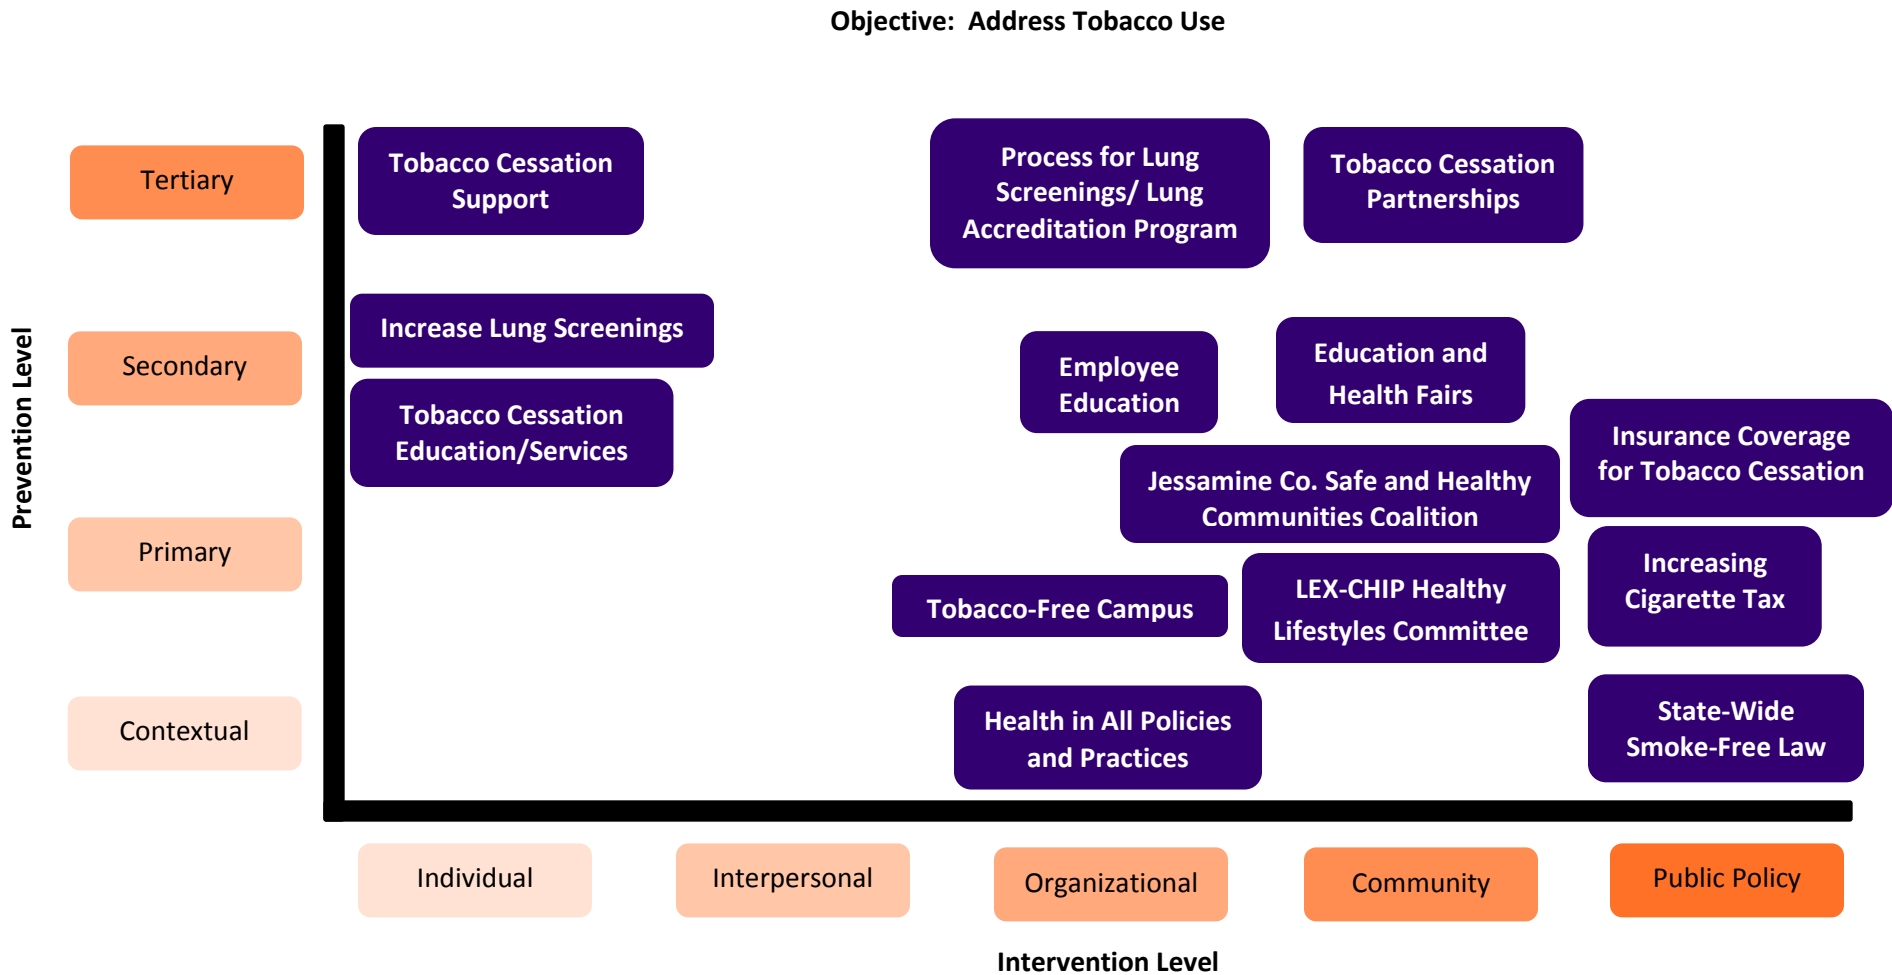 Objective:  Address Tobacco Use
Tertiary
Tobacco Cessation
Support
Process for Lung
Screenings/ Lung
Accreditation Program
Tobacco Cessation
Partnerships
Prevention Level
Secondary
Increase Lung Screenings
Tobacco Cessation
Education/Services
Employee
Education
Education and
Health Fairs
Insurance Coverage
for Tobacco Cessation
Jessamine Co. Safe and Healthy
Communities Coalition
Primary
Tobacco-Free Campus
LEX-CHIP Healthy
Lifestyles Committee
Increasing
Cigarette Tax
Contextual
Health in All Policies
and Practices
State-Wide
Smoke-Free Law
Individual
Interpersonal
Organizational
Community
Public Policy
Intervention Level